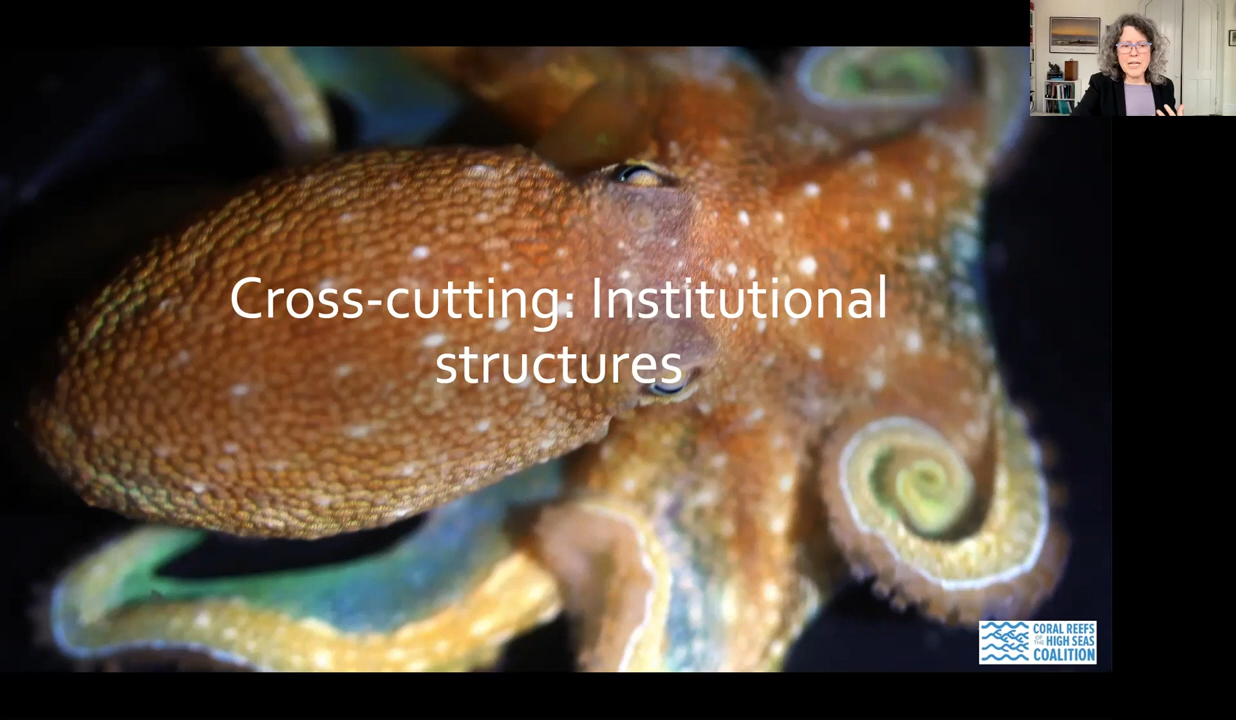 Cross-cutting: Institutional
structures
CORAL REEFS
OF THE HIGH SEAS
COALITION